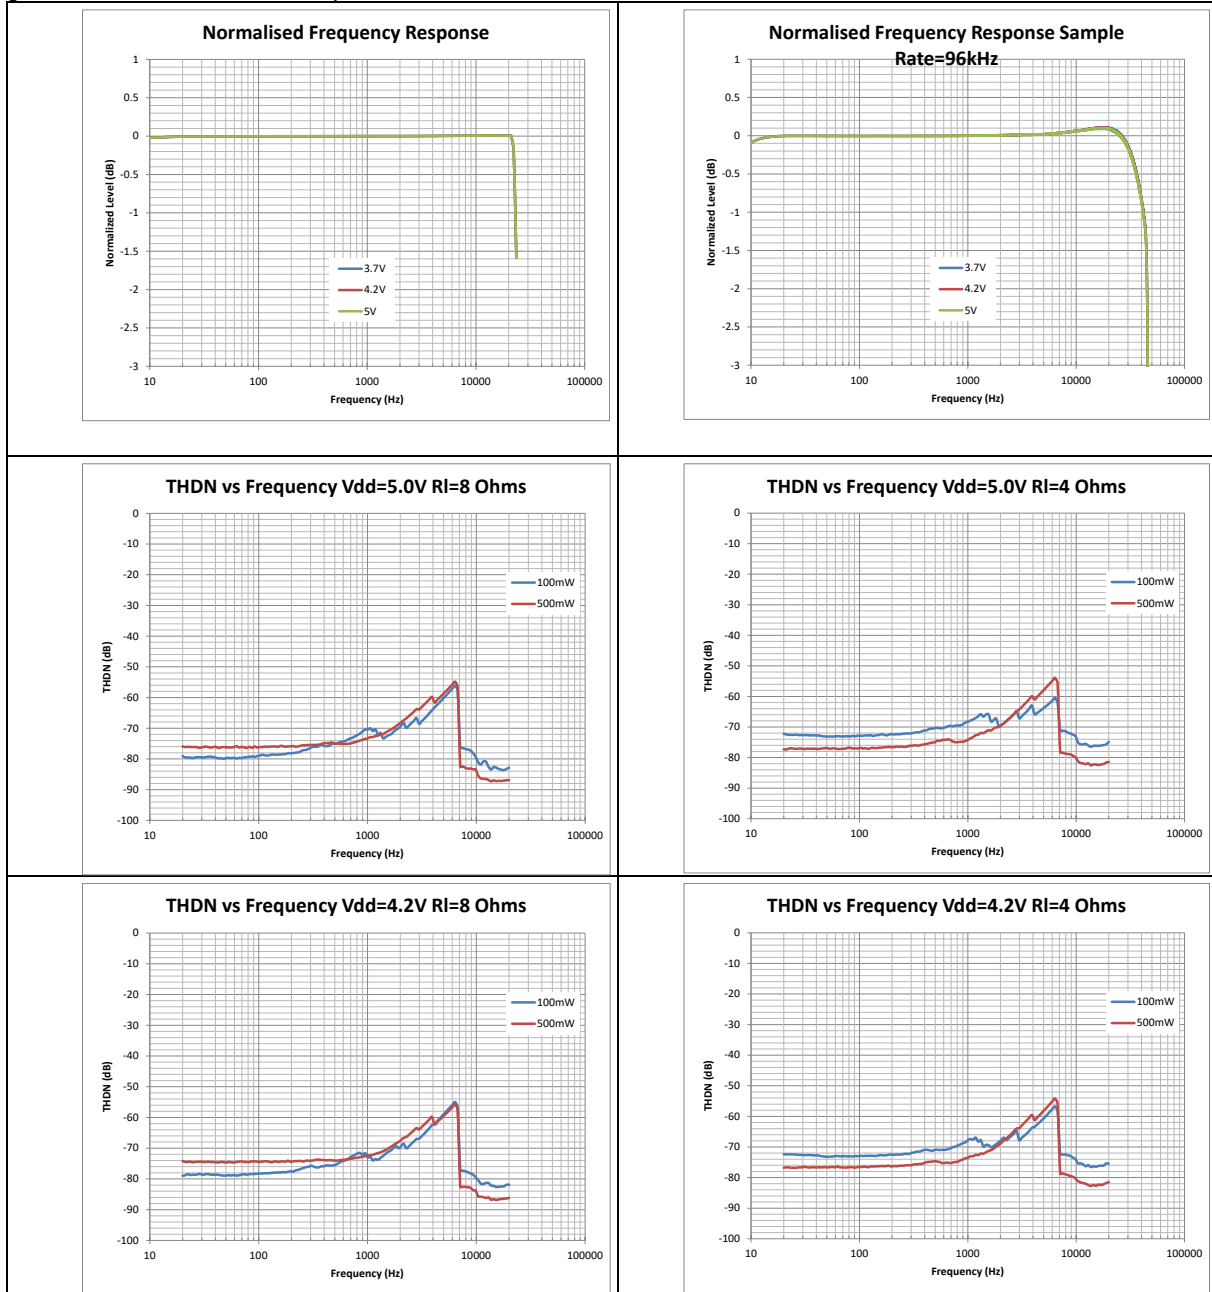 Normalised Frequency Response
1
0.5
0
-0.5
-1
-1.5
-2
-2.5
-3
Normalized Level (dB)
3.7V
4.2V
5V
10 100 1000 10000 100000
Frequency (Hz)
Normalised Frequency Response Sample
Rate=96kHz
1
0.5
0
-0.5
-1
-1.5
-2
-2.5
-3
Normalized Level (dB)
3.7V
4.2V
5V
10 100 1000 10000 100000
Frequency (Hz)
THDN vs Frequency Vdd=5.0V Rl=8 Ohms
0
-10
-20
-30
-40
-50
-60
-70
-80
-90
-100
THDN (dB)
100mW
500mW
10 100 1000 10000 100000
Frequency (Hz)
THDN vs Frequency Vdd=5.0V Rl=4 Ohms
0
-10
-20
-30
-40
-50
-60
-70
-80
-90
-100
THDN (dB)
100mW
500mW
10 100 1000 10000 100000
Frequency (Hz)
THDN vs Frequency Vdd=4.2V Rl=8 Ohms
0
-10
-20
-30
-40
-50
-60
-70
-80
-90
-100
THDN (dB)
100mW
500mW
10 100 1000 10000 100000
Frequency (Hz)
THDN vs Frequency Vdd=4.2V Rl=4 Ohms
0
-10
-20
-30
-40
-50
-60
-70
-80
-90
-100
THDN (dB)
100mW
500mW
10 100 1000 10000 100000
Frequency (Hz)